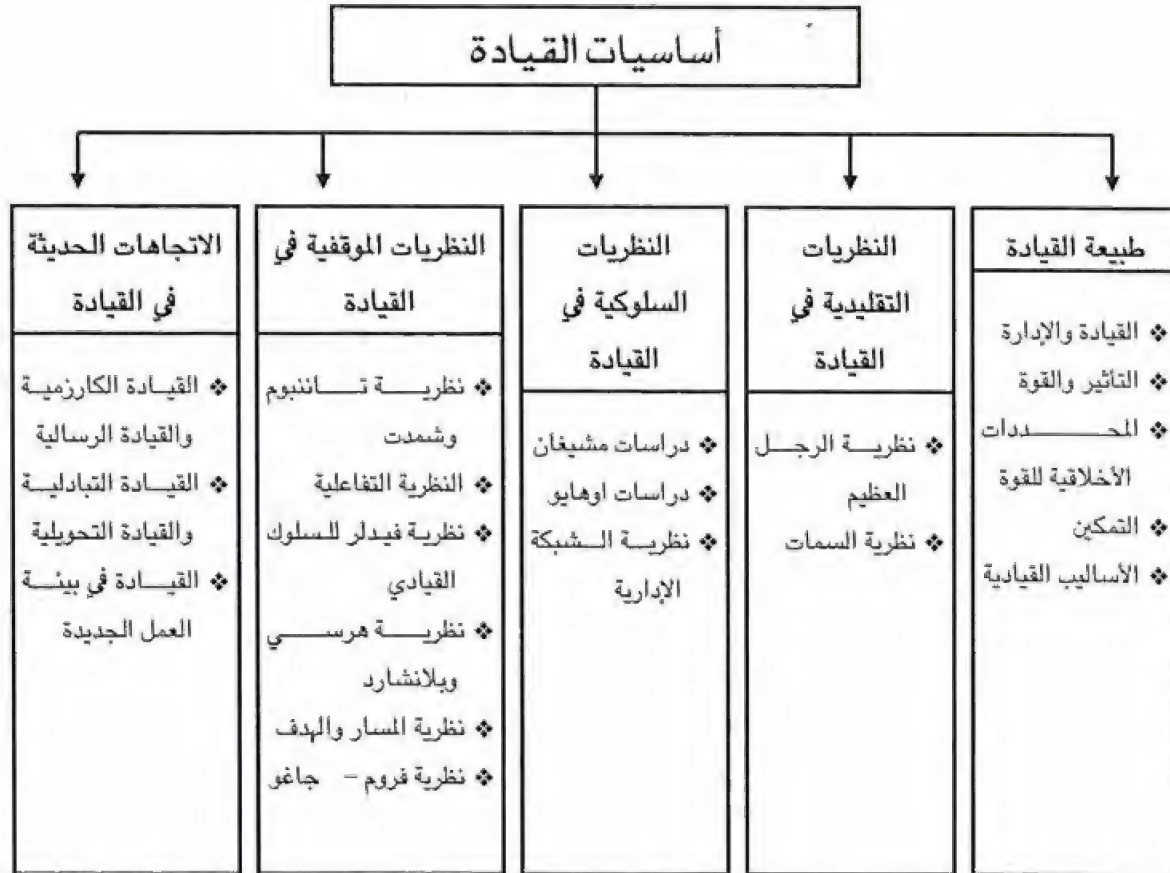 أساسيات القيادة
طبيعة القيادة
❖ القيادة والإدارة
❖ التأثير والقوة
❖ المحددات
الأخلاقية للقوة
❖ التمكين
❖ الأساليب القيادية
النظريات
التقليدية في
القيادة
❖ نظرية الرجل
العظيم
❖ نظرية السمات
النظريات
السلوكية في
القيادة
❖ دراسات مشيغان
❖ دراسات اوهايو
❖ نظرية الشبكة
الإدارية
النظريات الموقفية في
القيادة
❖ نظرية تاننبوم
وشمدت
❖ النظرية التفاعلية
❖ نظرية فيدلر للسلوك
القيادي
❖ نظرية هرسي
وبلانشارد
❖ نظرية المسار والهدف
❖ نظرية فروم – جاغو
الاتجاهات الحديثة
في القيادة
❖ القيادة الكارزمية
والقيادة الرسالية
❖ القيادة التبادلية
والقيادة التحويلية
❖ القيادة في بيئة
العمل الجديدة